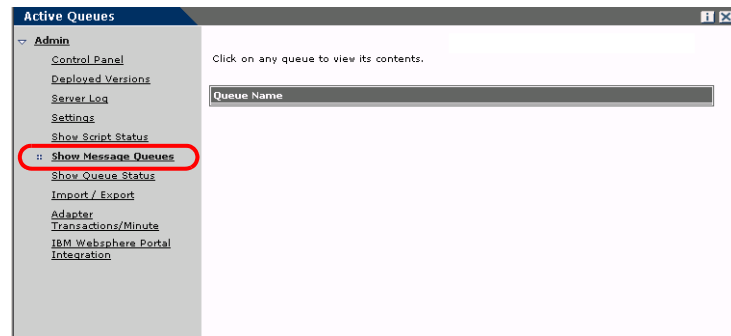 Active Queues
Admin
Control Panel
Deployed Versions
Server Log
Settings
Show Script Status
Show Message Queues
Show Queue Status
Import / Export
Adapter
Transactions/Minute
IBM Websphere Portal
Integration
Click on any queue to view its contents.
Queue Name